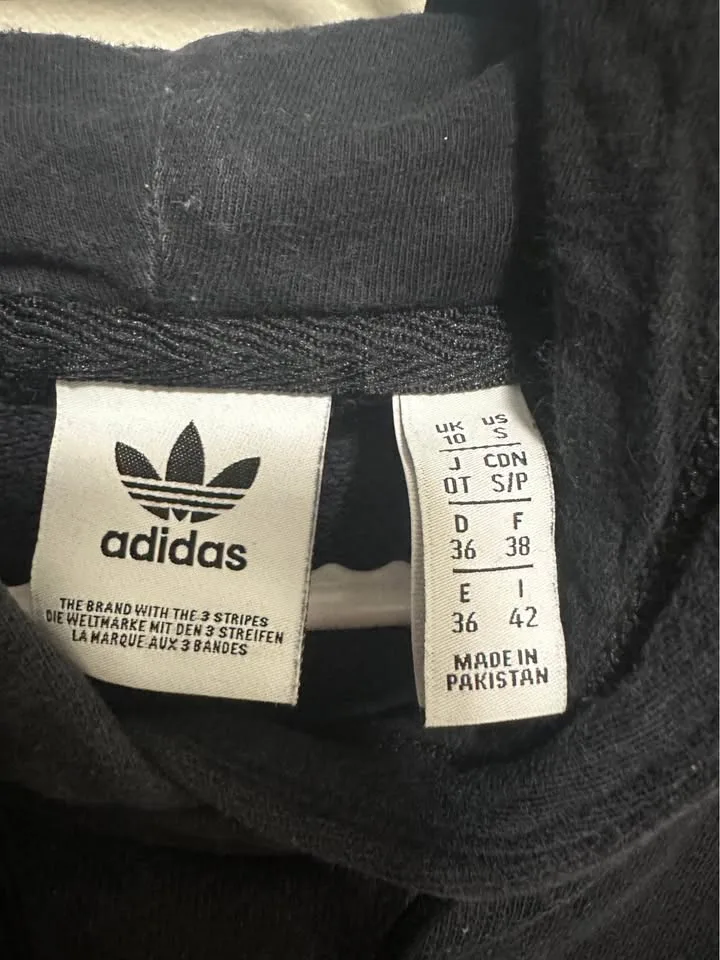 adidas
THE BRAND WITH THE 3 STRIPES
DIE WELTMARKE MIT DEN 3 STREIFEN
LA MARQUE AUX 3 BANDES
UK US
10 S
J CDN
OT S/P
D F
36 38
E I
36 42
MADE IN
PAKISTAN